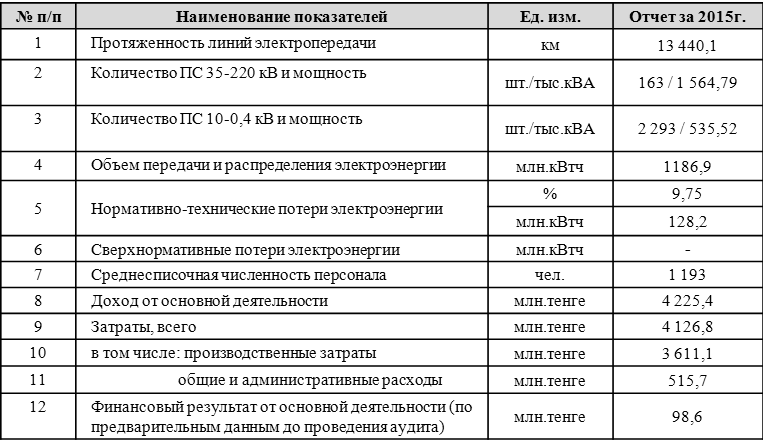 № п/п Наименование показателей Ед. изм. Отчет за 2015г.
1 Протяженность линий электропередачи км 13 440,1
2 Количество ПС 35-220 кВ и мощность шт./тыс.кВА 163 / 1 564,79
3 Количество ПС 10-0,4 кВ и мощность шт./тыс.кВА 2 293 / 535,52
4 Объем передачи и распределения электроэнергии млн.кВтч 1186,9
5 Нормативно-технические потери электроэнергии % 9,75
млн.кВтч 128,2
6 Сверхнормативные потери электроэнергии млн.кВтч -
7 Среднесписочная численность персонала чел. 1 193
8 Доход от основной деятельности млн.тенге 4 225,4
9 Затраты, всего млн.тенге 4 126,8
10 в том числе: производственные затраты млн.тенге 3 611,1
11 общие и административные расходы млн.тенге 515,7
12 Финансовый результат от основной деятельности (по
предварительным данным до проведения аудита) млн.тенге 98,6